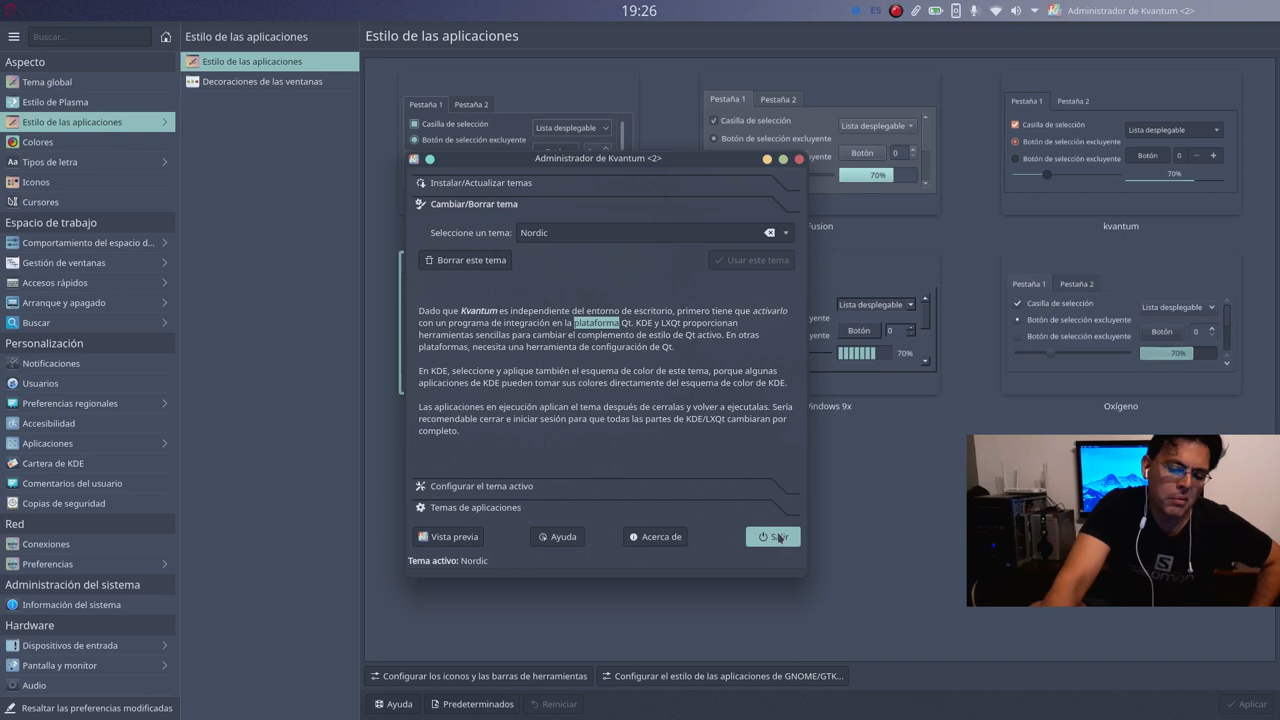 19:26
ES
Administrador de Kvantum <2>
Buscar...
Estilo de las aplicaciones
Estilo de las aplicaciones
Aspecto
Tema global
Estilo de Plasma
Estilo de las aplicaciones
Colores
Tipos de letra
Iconos
Cursores
Espacio de trabajo
Comportamiento del espacio d...
Gestión de ventanas
Accesos rápidos
Arranque y apagado
Buscar
Personalización
Notificaciones
Usuarios
Preferencias regionales
Accesibilidad
Aplicaciones
Cartera de KDE
Comentarios del usuario
Copias de seguridad
Red
Conexiones
Preferencias
Administración del sistema
Información del sistema
Hardware
Dispositivos de entrada
Pantalla y monitor
Audio
Resaltar las preferencias modificadas
Estilo de las aplicaciones
Decoraciones de las ventanas
Pestaña 1 Pestaña 2
Casilla de selección
Lista desplegable
Botón de selección excluyente
Pestaña 1 Pestaña 2
Casilla de selección
Lista desplegable
Botón de selección excluyente
Botón 0
70%
Fusion
Pestaña 1 Pestaña 2
Casilla de selección
Lista desplegable
Botón de selección excluyente
Botón 0 - +
70%
kvantum
Lista desplegable
Botón 0
70%
Pestaña 1 Pestaña 2
Casilla de selección
Lista desplegable
Botón de selección excluyente
Botón 0
70%
Oxígeno
Administrador de Kvantum <2>
Instalar/Actualizar temas
Cambiar/Borrar tema
Seleccione un tema: Nordic
Borrar este tema
Usar este tema
Dado que Kvantum es independiente del entorno de escritorio, primero tiene que activarlo
con un programa de integración en la plataforma Qt. KDE y LXQt proporcionan
herramientas sencillas para cambiar el complemento de estilo de Qt activo. En otras
plataformas, necesita una herramienta de configuración de Qt.
En KDE, seleccione y aplique también el esquema de color de este tema, porque algunas
aplicaciones de KDE pueden tomar sus colores directamente del esquema de color de KDE.
Las aplicaciones en ejecución aplican el tema después de cerralas y volver a ejecutalas. Sería
recomendable cerrar e iniciar sesión para que todas las partes de KDE/LXQt cambiaran por
completo.
Configurar el tema activo
Temas de aplicaciones
Vista previa
Ayuda
Acerca de
Salir
Tema activo: Nordic
Configurar los iconos y las barras de herramientas
Configurar el estilo de las aplicaciones de GNOME/GTK...
Ayuda
Predeterminados
Reiniciar
Aplicar